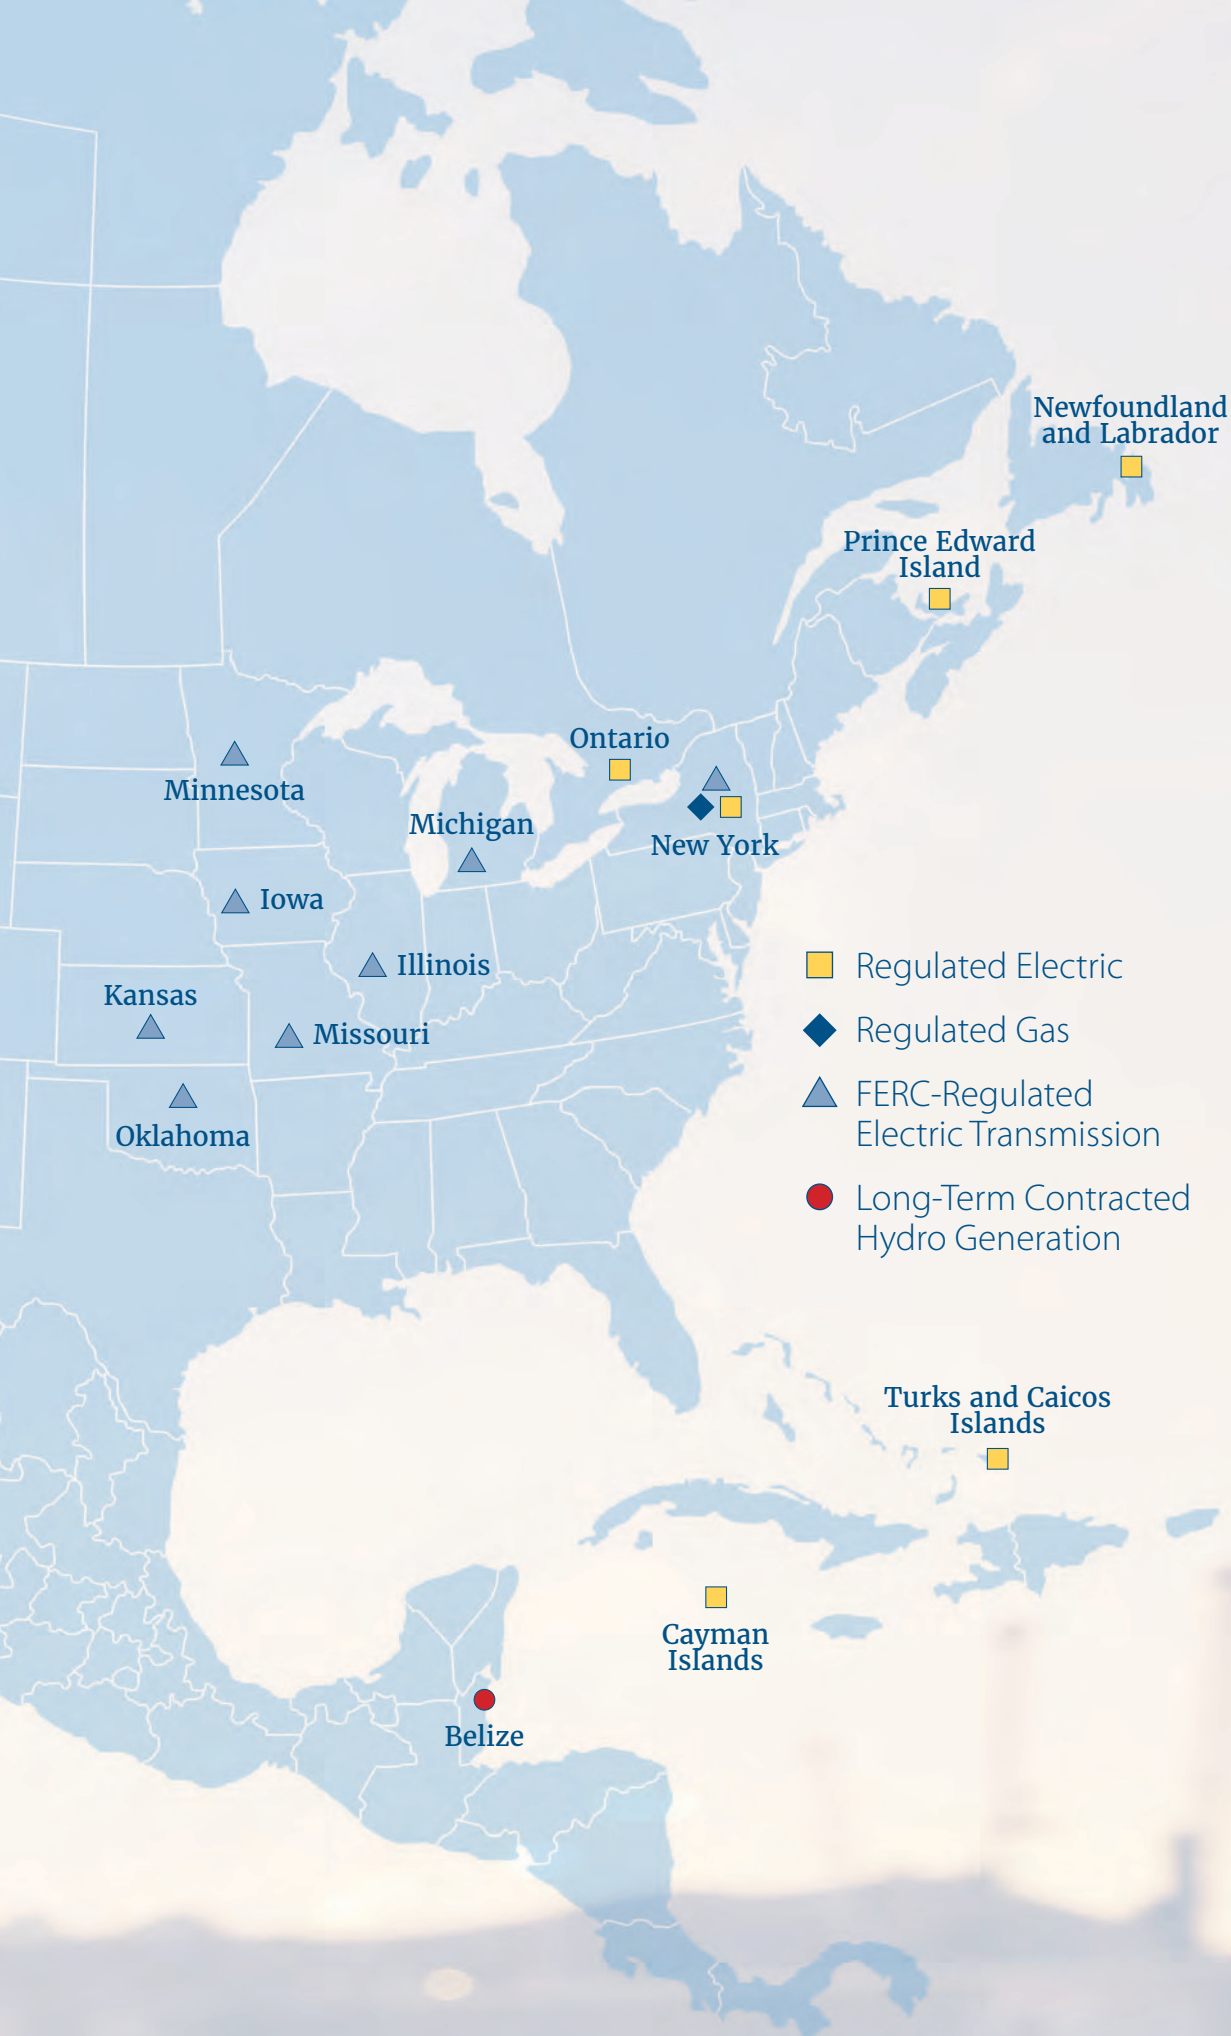 Newfoundland
and Labrador
Prince Edward
Island
Ontario
Minnesota
Michigan
New York
Iowa
Illinois
Kansas
Missouri
Oklahoma
Regulated Electric
Regulated Gas
FERC-Regulated
Electric Transmission
Long-Term Contracted
Hydro Generation
Turks and Caicos
Islands
Cayman
Islands
Belize